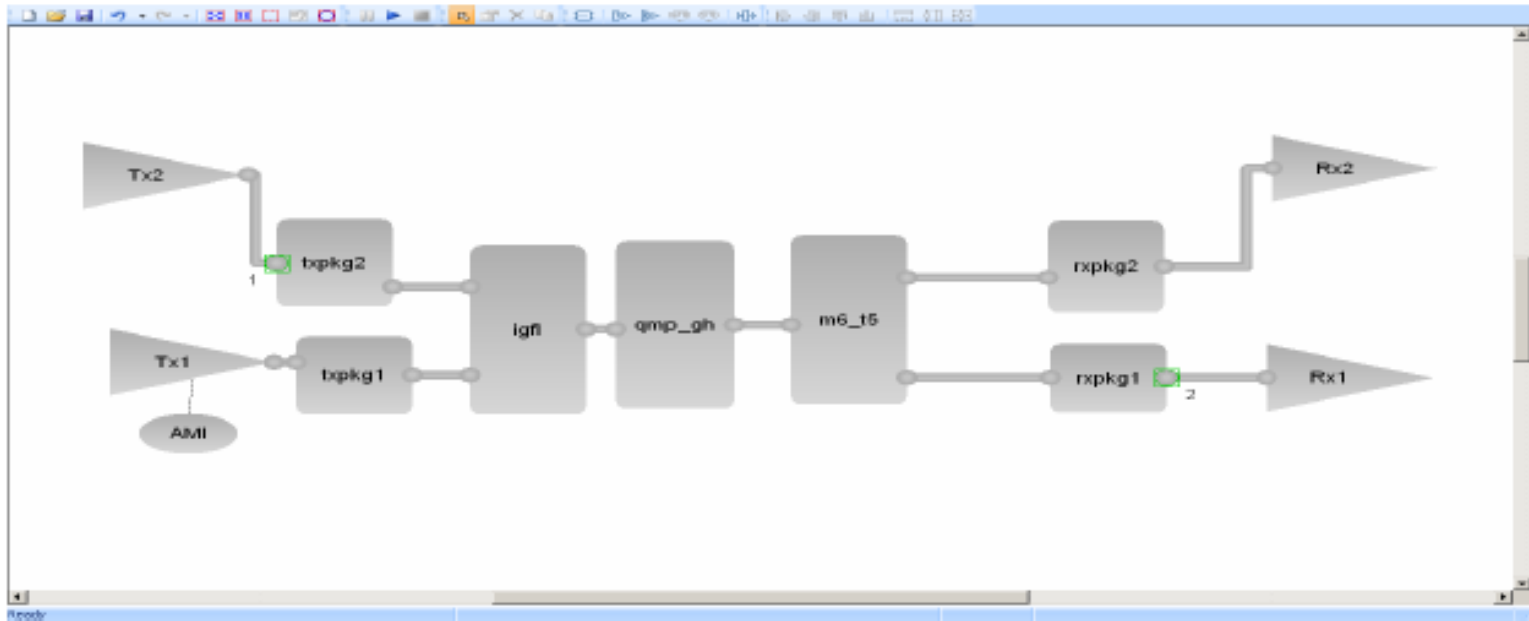 Tx2
Rx2
txpkg2
rxpkg2
1
igfl
qmp_gh
m6_t5
Tx1
txpkg1
rxpkg1
Rx1
2
AMI
Ready